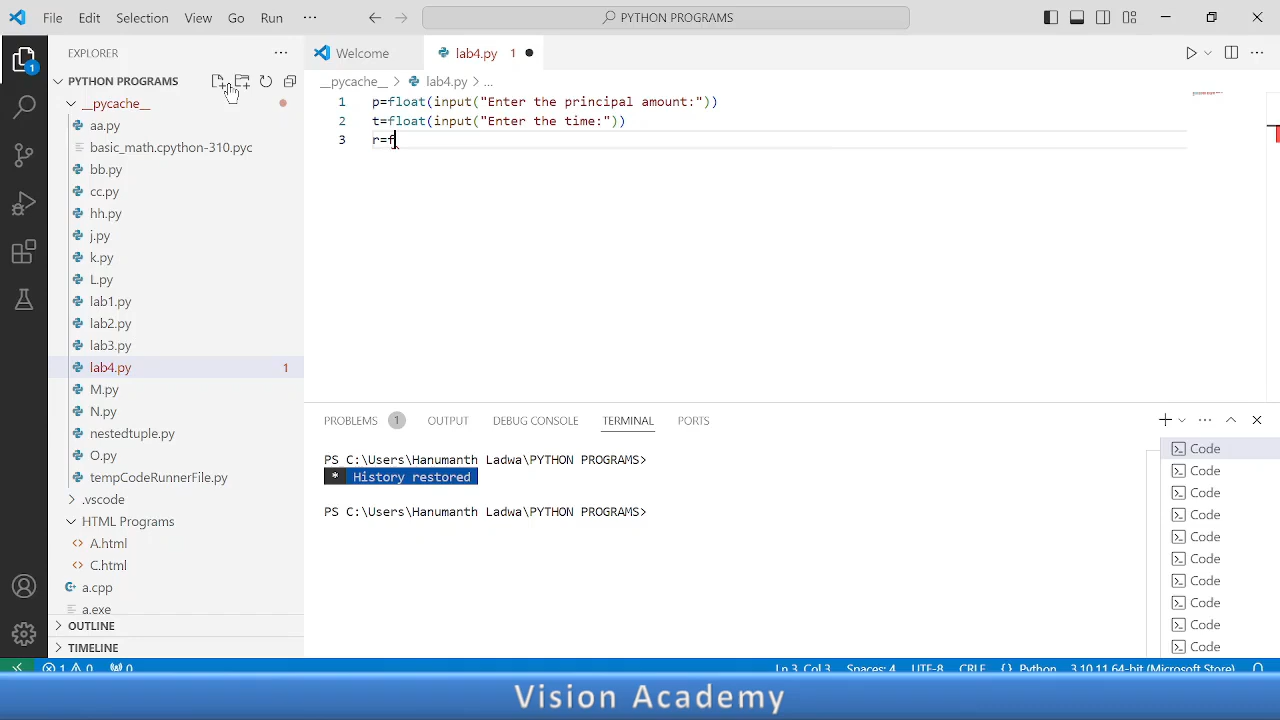 File Edit Selection View Go Run ··· PYTHON PROGRAMS
EXPLORER ···
PYTHON PROGRAMS
__pycache__
aa.py
basic_math.cpython-310.pyc
bb.py
cc.py
hh.py
j.py
k.py
L.py
lab1.py
lab2.py
lab3.py
lab4.py 1
M.py
N.py
nestedtuple.py
O.py
tempCodeRunnerFile.py
.vscode
HTML Programs
A.html
C.html
a.cpp
a.exe
OUTLINE
TIMELINE
1
Welcome lab4.py 1
__pycache__ > lab4.py > ...
1 p=float(input("Enter the principal amount:"))
2 t=float(input("Enter the time:"))
3 r=f
PROBLEMS 1 OUTPUT DEBUG CONSOLE TERMINAL PORTS
PS C:\Users\Hanumanth Ladwa\PYTHON PROGRAMS>
* History restored
PS C:\Users\Hanumanth Ladwa\PYTHON PROGRAMS>
Code
Code
Code
Code
Code
Code
Code
Code
Code
Code
1 0 0 Ln 3, Col 3 Spaces: 4 UTF-8 CRLF {} Python 3.10.11 64-bit (Microsoft Store)
Vision Academy